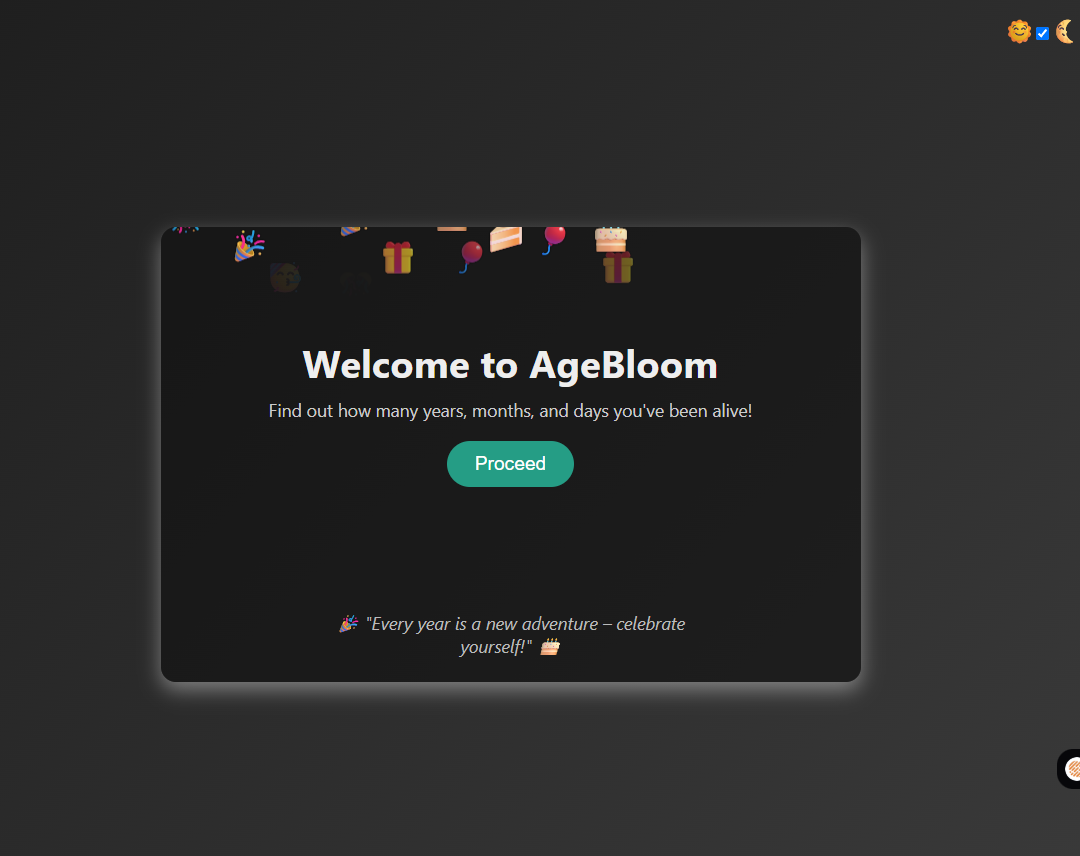 Welcome to AgeBloom
Find out how many years, months, and days you've been alive!
Proceed
🎉 "Every year is a new adventure – celebrate
yourself!" 🎂